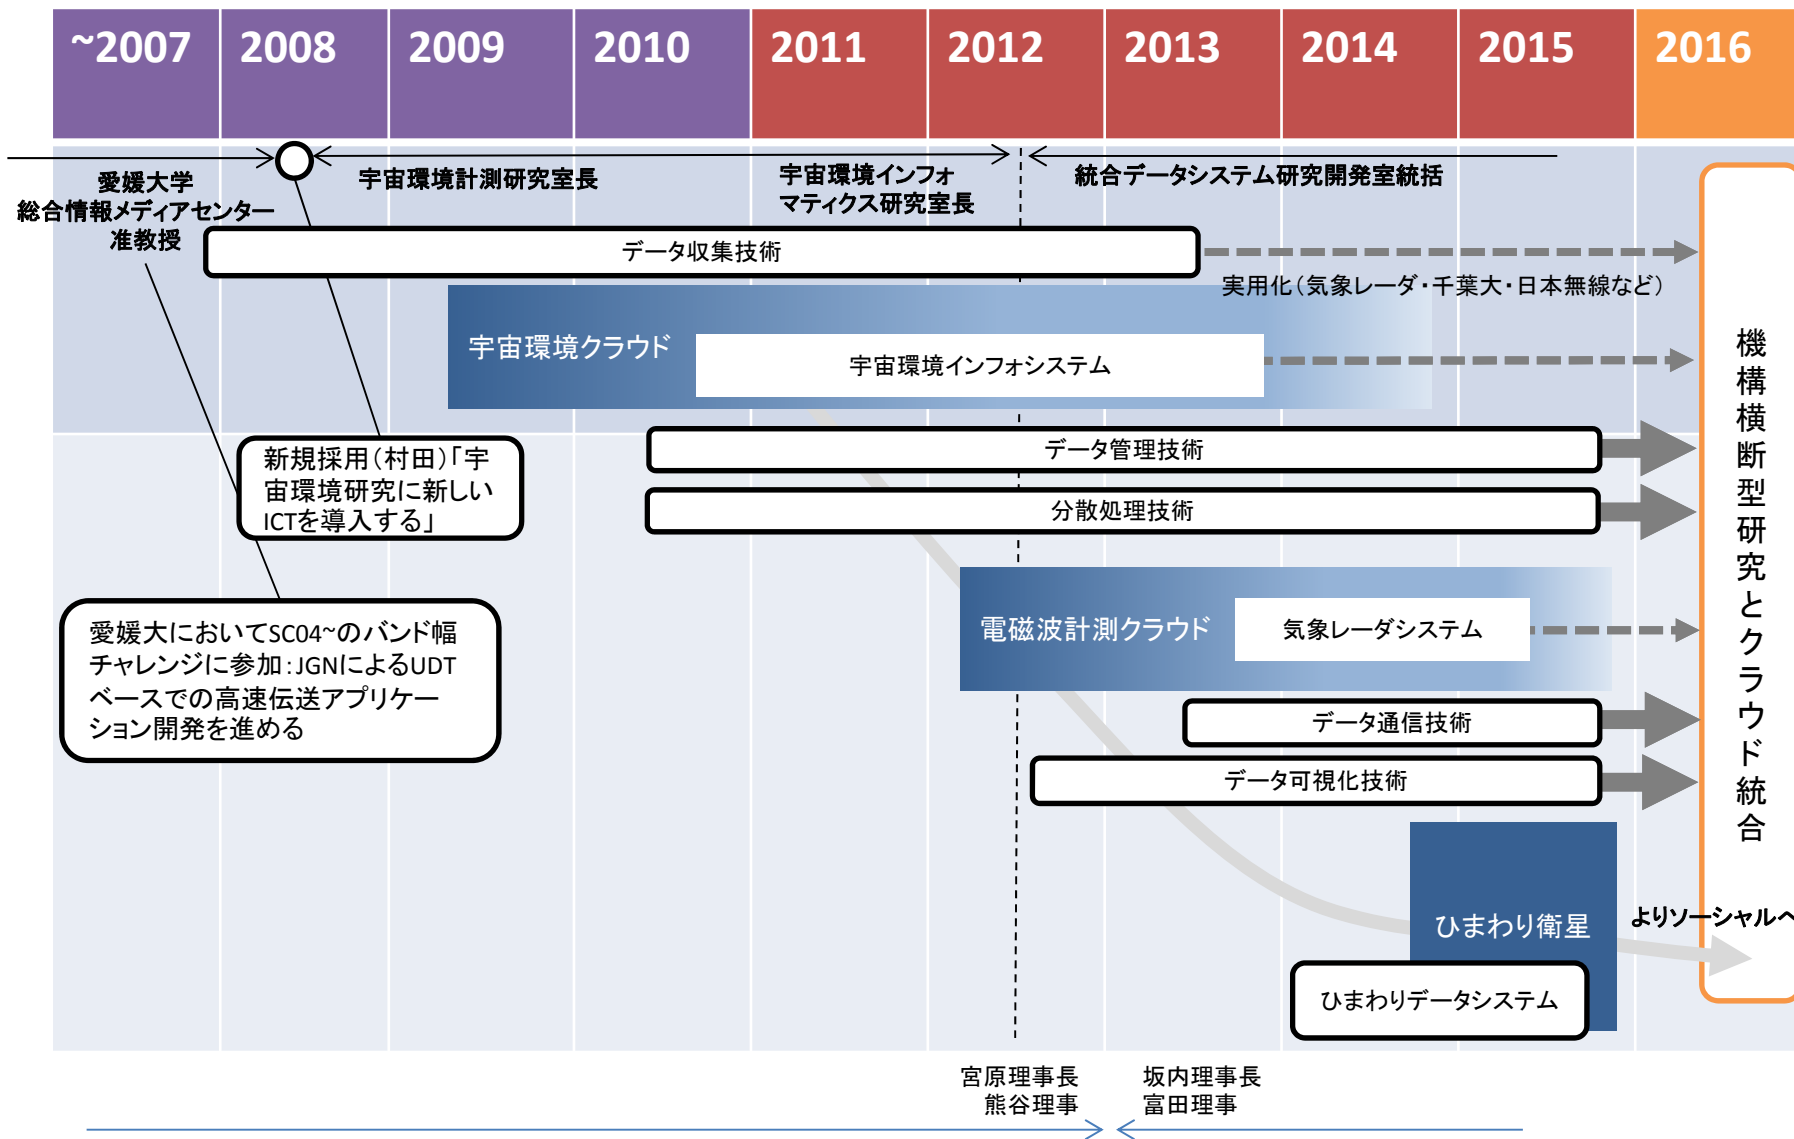 ~2007 2008 2009 2010 2011 2012 2013 2014 2015 2016
愛媛大学
総合情報メディアセンター
准教授
宇宙環境計測研究室長
宇宙環境インフォ
マティクス研究室長
統合データシステム研究開発室統括
データ収集技術
実用化（気象レーダ・千葉大・日本無線など）
宇宙環境クラウド
宇宙環境インフォシステム
データ管理技術
新規採用（村田）「宇
宙環境研究に新しい
ICTを導入する」
分散処理技術
電磁波計測クラウド
気象レーダシステム
愛媛大においてSC04~のバンド幅
チャレンジに参加：JGNによるUDT
ベースでの高速伝送アプリケー
ション開発を進める
データ通信技術
データ可視化技術
機構横断型研究とクラウド統合
ひまわり衛星
よりソーシャルへ
ひまわりデータシステム
宮原理事長
熊谷理事
坂内理事長
富田理事